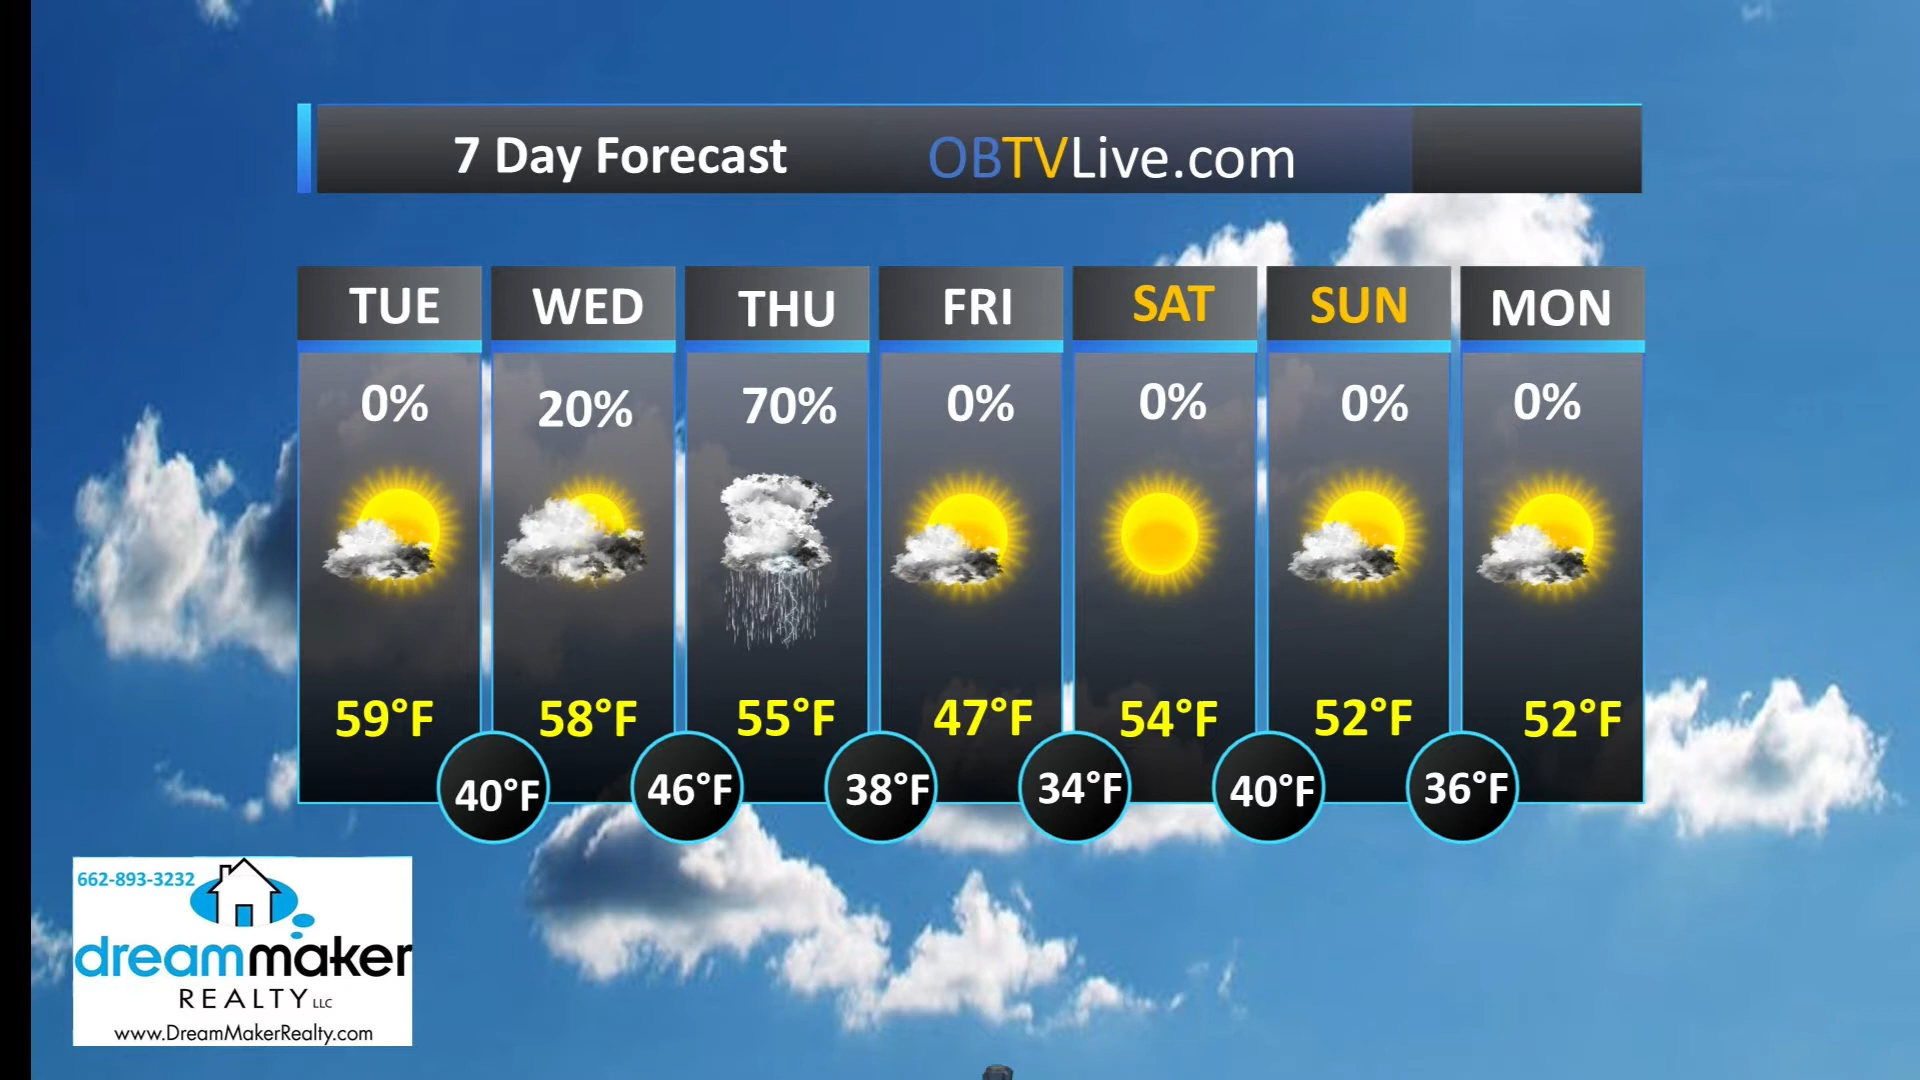 7 Day Forecast OBTVLive.com
TUE WED THU FRI SAT SUN MON
0% 20% 70% 0% 0% 0% 0%
59°F 58°F 55°F 47°F 54°F 52°F 52°F
40°F 46°F 38°F 34°F 40°F 36°F
662-893-3232
dreammaker
REALTY LLC
www.DreamMakerRealty.com